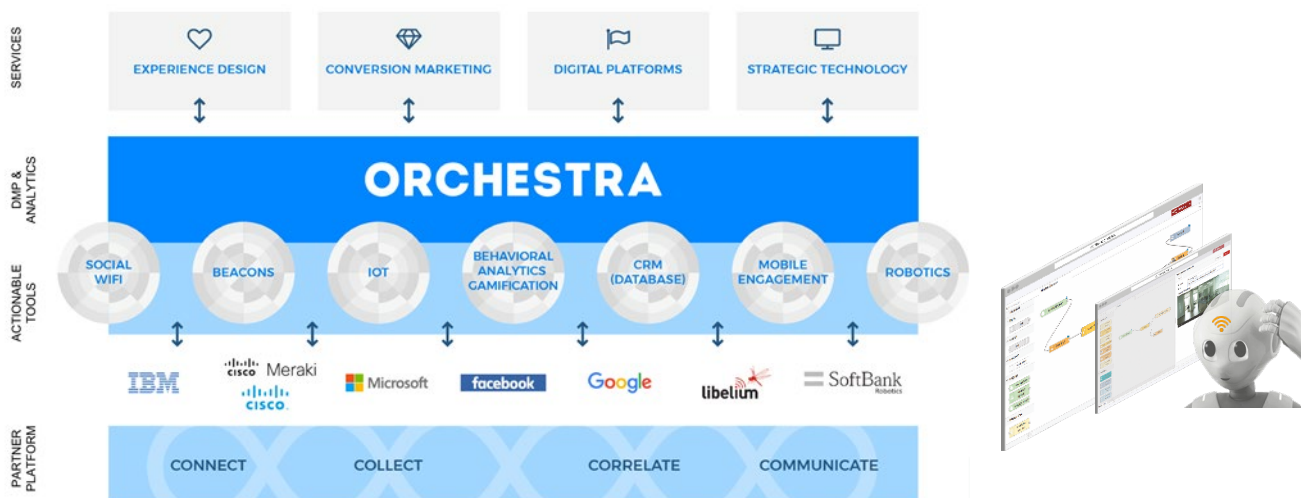 SERVICES
EXPERIENCE DESIGN
CONVERSION MARKETING
DIGITAL PLATFORMS
STRATEGIC TECHNOLOGY
DMP &
ANALYTICS
ORCHESTRA
ACTIONABLE
TOOLS
SOCIAL
WIFI
BEACONS
IOT
BEHAVIORAL
ANALYTICS
GAMIFICATION
CRM
(DATABASE)
MOBILE
ENGAGEMENT
ROBOTICS
IBM
CISCO Meraki
CISCO.
Microsoft
facebook
Google
libelium
SoftBank
Robotics
PARTNER
PLATFORM
CONNECT
COLLECT
CORRELATE
COMMUNICATE